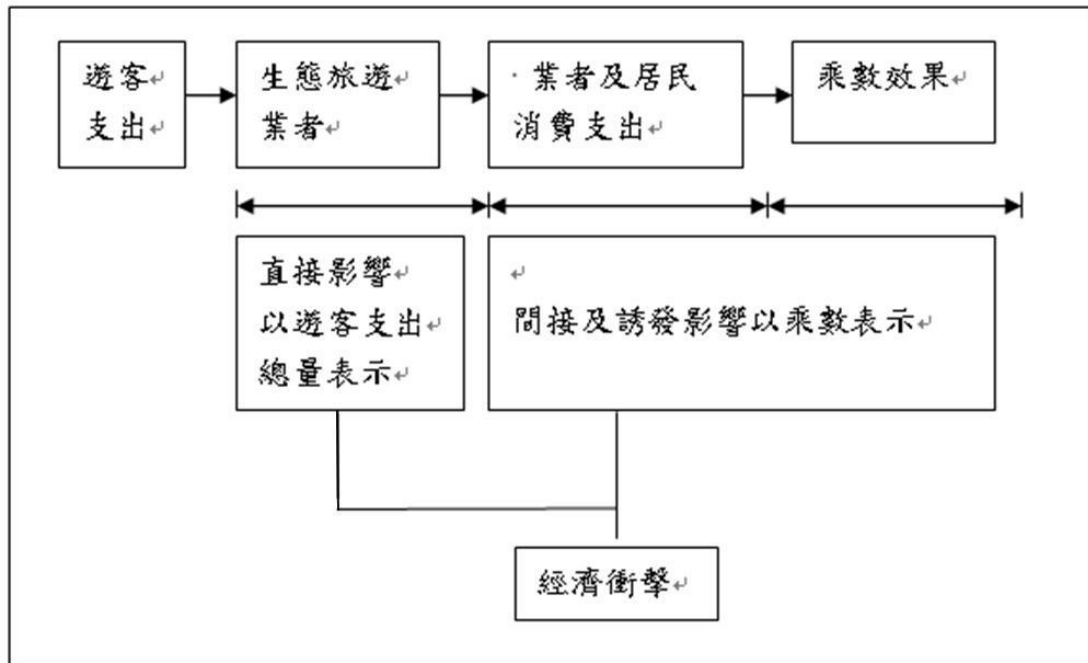 遊客
支出
生態旅遊
業者
·業者及居民
消費支出
乘數效果
直接影響
以遊客支出
總量表示
間接及誘發影響以乘數表示
經濟衝擊